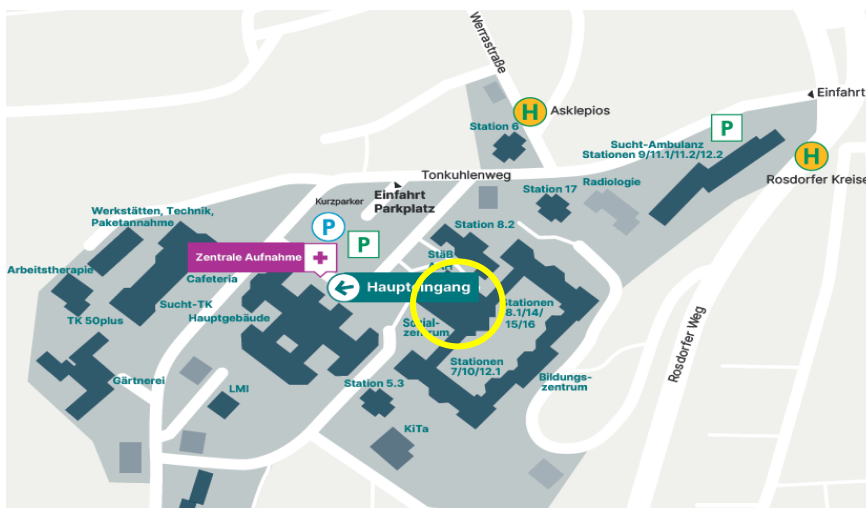 Werrastraße
Einfahrt
H
Asklepios
P
Station 6
Sucht-Ambulanz
Stationen 9/11.1/11.2/12.2
H
Rosdorfer Kreise
Tonkuhlenweg
Radiologie
Station 17
Einfahrt
Parkplatz
Kurzparker
P
P
Werkstätten, Technik,
Paketannahme
Station 8.2
Zentrale Aufnahme
StäB
Arbeitstherapie
Cafeteria
Haupteingang
Sucht-TK
Stationen
8.1/14/
15/16
TK 50plus
Hauptgebäude
Sozial-
zentrum
Rosdorfer Weg
Stationen
7/10/12.1
Gärtnerei
LMI
Station 5.3
Bildungs-
zentrum
KiTa